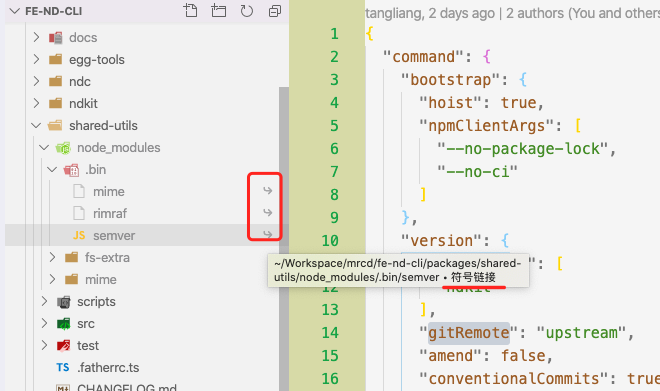 FE-ND-CLI
docs
egg-tools
ndc
ndkit
shared-utils
node_modules
.bin
mime
rimraf
JS semver
fs-extra
mime
scripts
src
test
TS .fatherrc.ts
CHANGELOG.md
tangliang, 2 days ago | 2 authors (You and others
1 {
2 "command": {
3 "bootstrap": {
4 "hoist": true,
5 "npmClientArgs": [
6 "--no-package-lock",
7 "--no-ci"
8 ]
9 },
10 "version": {
[
~/Workspace/mrcd/fe-nd-cli/packages/shared-
utils/node_modules/.bin/semver • 符号链接
12
13 ],
14 "gitRemote": "upstream",
15 "amend": false,
16 "conventionalCommits": true